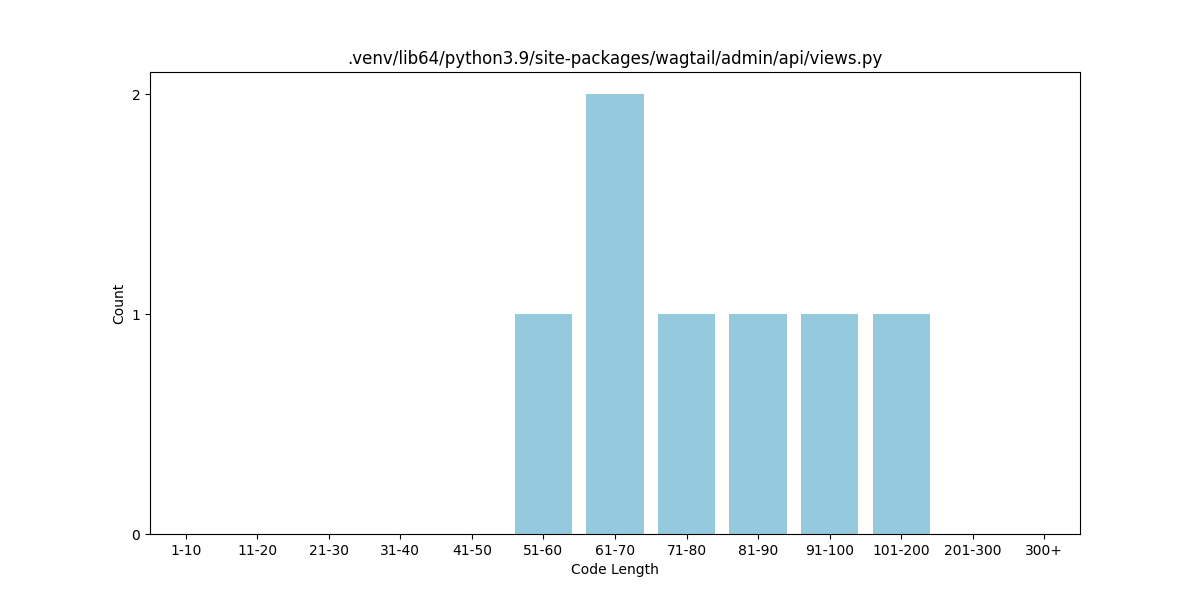 .venv/lib64/python3.9/site-packages/wagtail/admin/api/views.py
2
Count
1
0
1-10 11-20 21-30 31-40 41-50 51-60 61-70 71-80 81-90 91-100 101-200 201-300 300+
Code Length